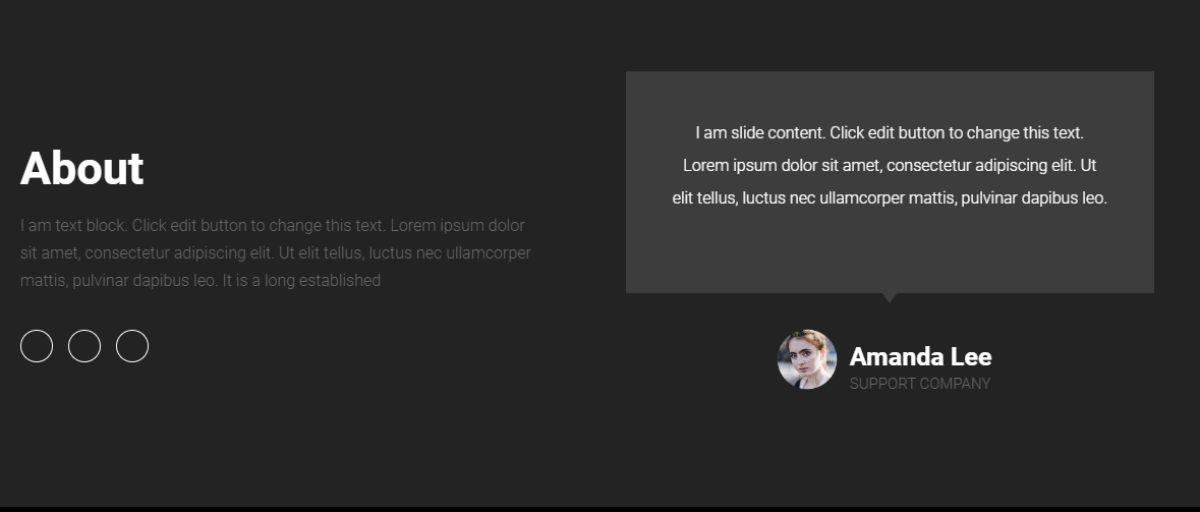 About
I am text block. Click edit button to change this text. Lorem ipsum dolor
sit amet, consectetur adipiscing elit. Ut elit tellus, luctus nec ullamcorper
mattis, pulvinar dapibus leo. It is a long established
I am slide content. Click edit button to change this text.
Lorem ipsum dolor sit amet, consectetur adipiscing elit. Ut
elit tellus, luctus nec ullamcorper mattis, pulvinar dapibus leo.
Amanda Lee
SUPPORT COMPANY